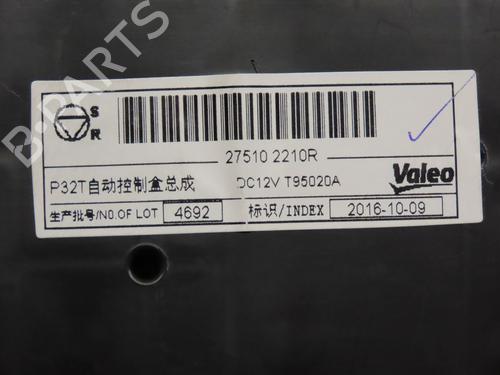 B-PARTS
S
R
27510 2210R
P32T自动控制盒总成 DC12V T95020A Valeo
生产批号/NO.OF LOT 4692 标识/INDEX 2016-10-09